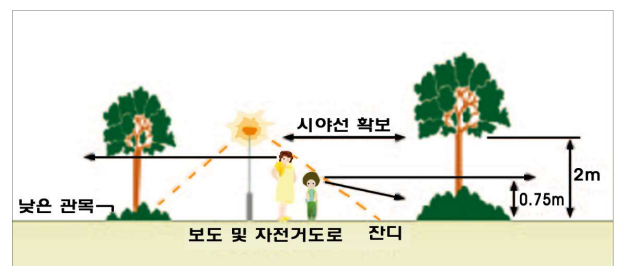 시야선 확보
2m
0.75m
낮은 관목
보도 및 자전거도로
잔디